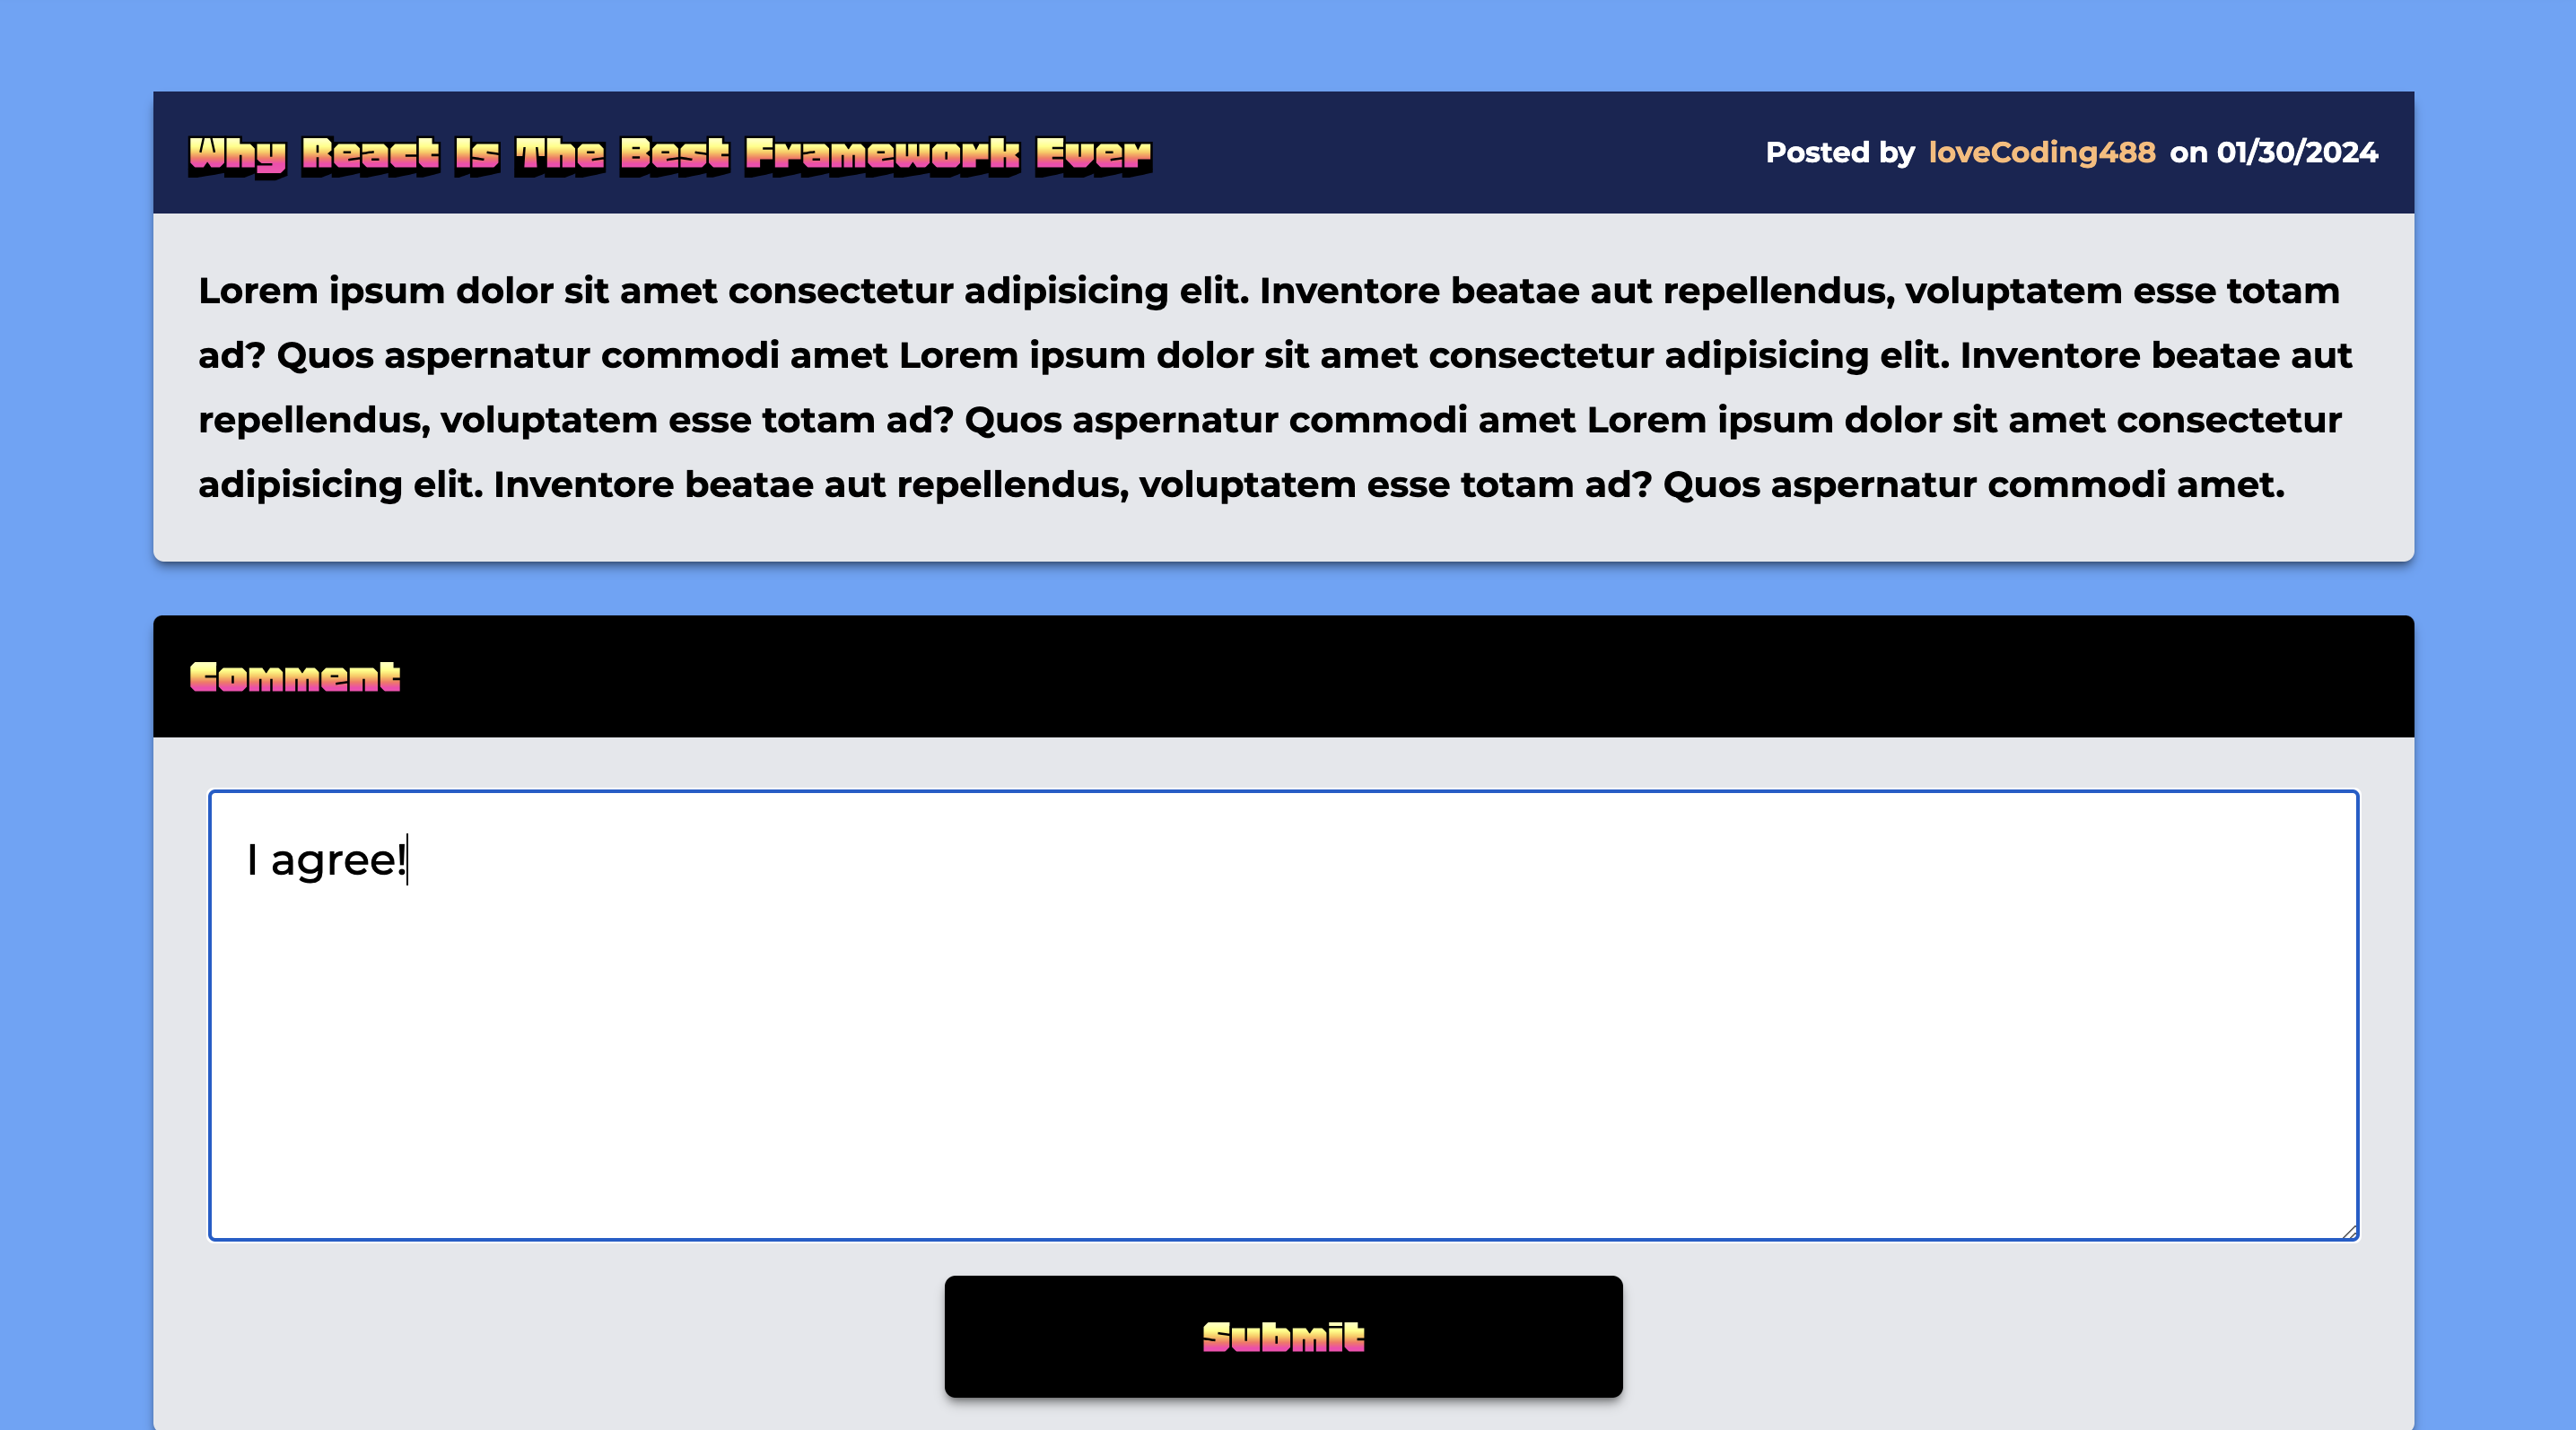 Why React Is The Best Framework Ever
Posted by loveCoding488 on 01/30/2024
Lorem ipsum dolor sit amet consectetur adipisicing elit. Inventore beatae aut repellendus, voluptatem esse totam
ad? Quos aspernatur commodi amet Lorem ipsum dolor sit amet consectetur adipisicing elit. Inventore beatae aut
repellendus, voluptatem esse totam ad? Quos aspernatur commodi amet Lorem ipsum dolor sit amet consectetur
adipisicing elit. Inventore beatae aut repellendus, voluptatem esse totam ad? Quos aspernatur commodi amet.
Comment
I agree!
Submit